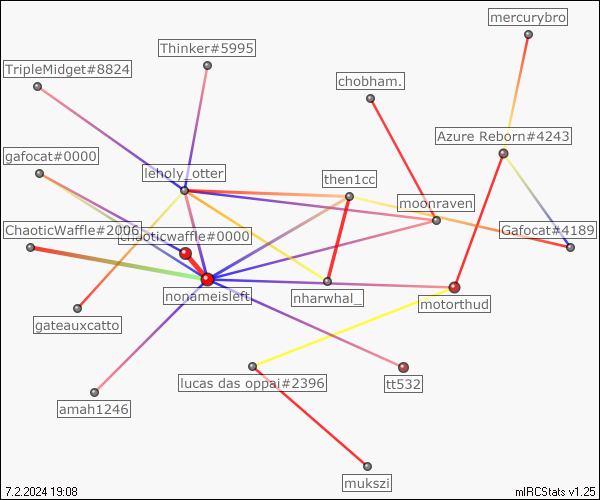 mercurybro
Thinker#5995
TripleMidget#8824
chobham.
Azure Reborn#4243
gafocat#0000
leholy_otter
then1cc
moonraven
ChaoticWaffle#2006
chaoticwaffle#0000
Gafocat#4189
nonameisleft
nharwhal_
motorthud
gateauxcatto
lucas das oppai#2396
tt532
amah1246
mukszi
7.2.2024 19:08
mIRCStats v1.25